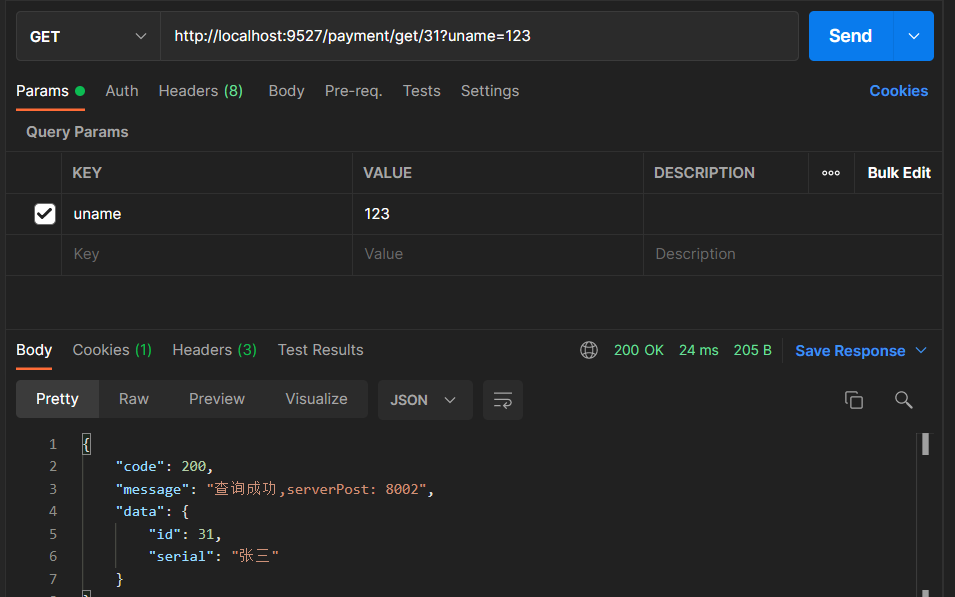 GET http://localhost:9527/payment/get/31?uname=123 Send
Params Auth Headers (8) Body Pre-req. Tests Settings Cookies
Query Params
KEY VALUE DESCRIPTION Bulk Edit
uname 123
Key Value Description
Body Cookies (1) Headers (3) Test Results 200 OK 24 ms 205 B Save Response
Pretty Raw Preview Visualize JSON
1 {
2 "code": 200,
3 "message": "查询成功,serverPost: 8002",
4 "data": {
5 "id": 31,
6 "serial": "张三"
7 }